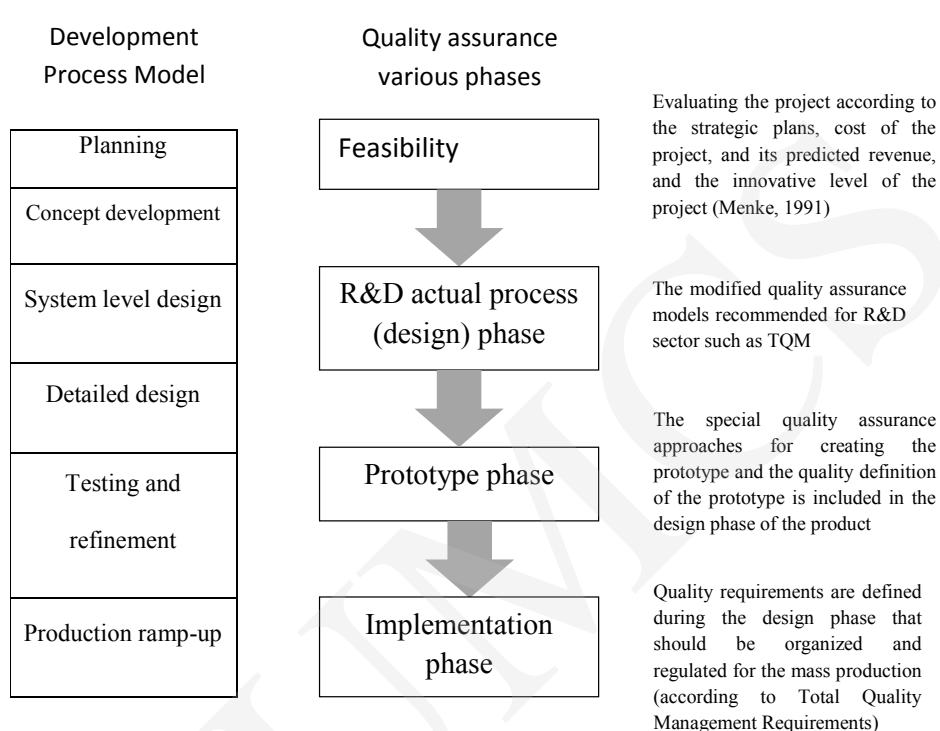 Development
Process Model
Quality assurance
various phases
Planning
Concept development
System level design
Detailed design
Testing and
refinement
Production ramp-up
Feasibility
R&D actual process
(design) phase
Prototype phase
Implementation
phase
Evaluating the project according to
the strategic plans, cost of the
project, and its predicted revenue,
and the innovative level of the
project (Menke, 1991)
The modified quality assurance
models recommended for R&D
sector such as TQM
The special quality assurance
approaches for creating the
prototype and the quality definition
of the prototype is included in the
design phase of the product
Quality requirements are defined
during the design phase that
should be organized and
regulated for the mass production
(according to Total Quality
Management Requirements)
UMCS